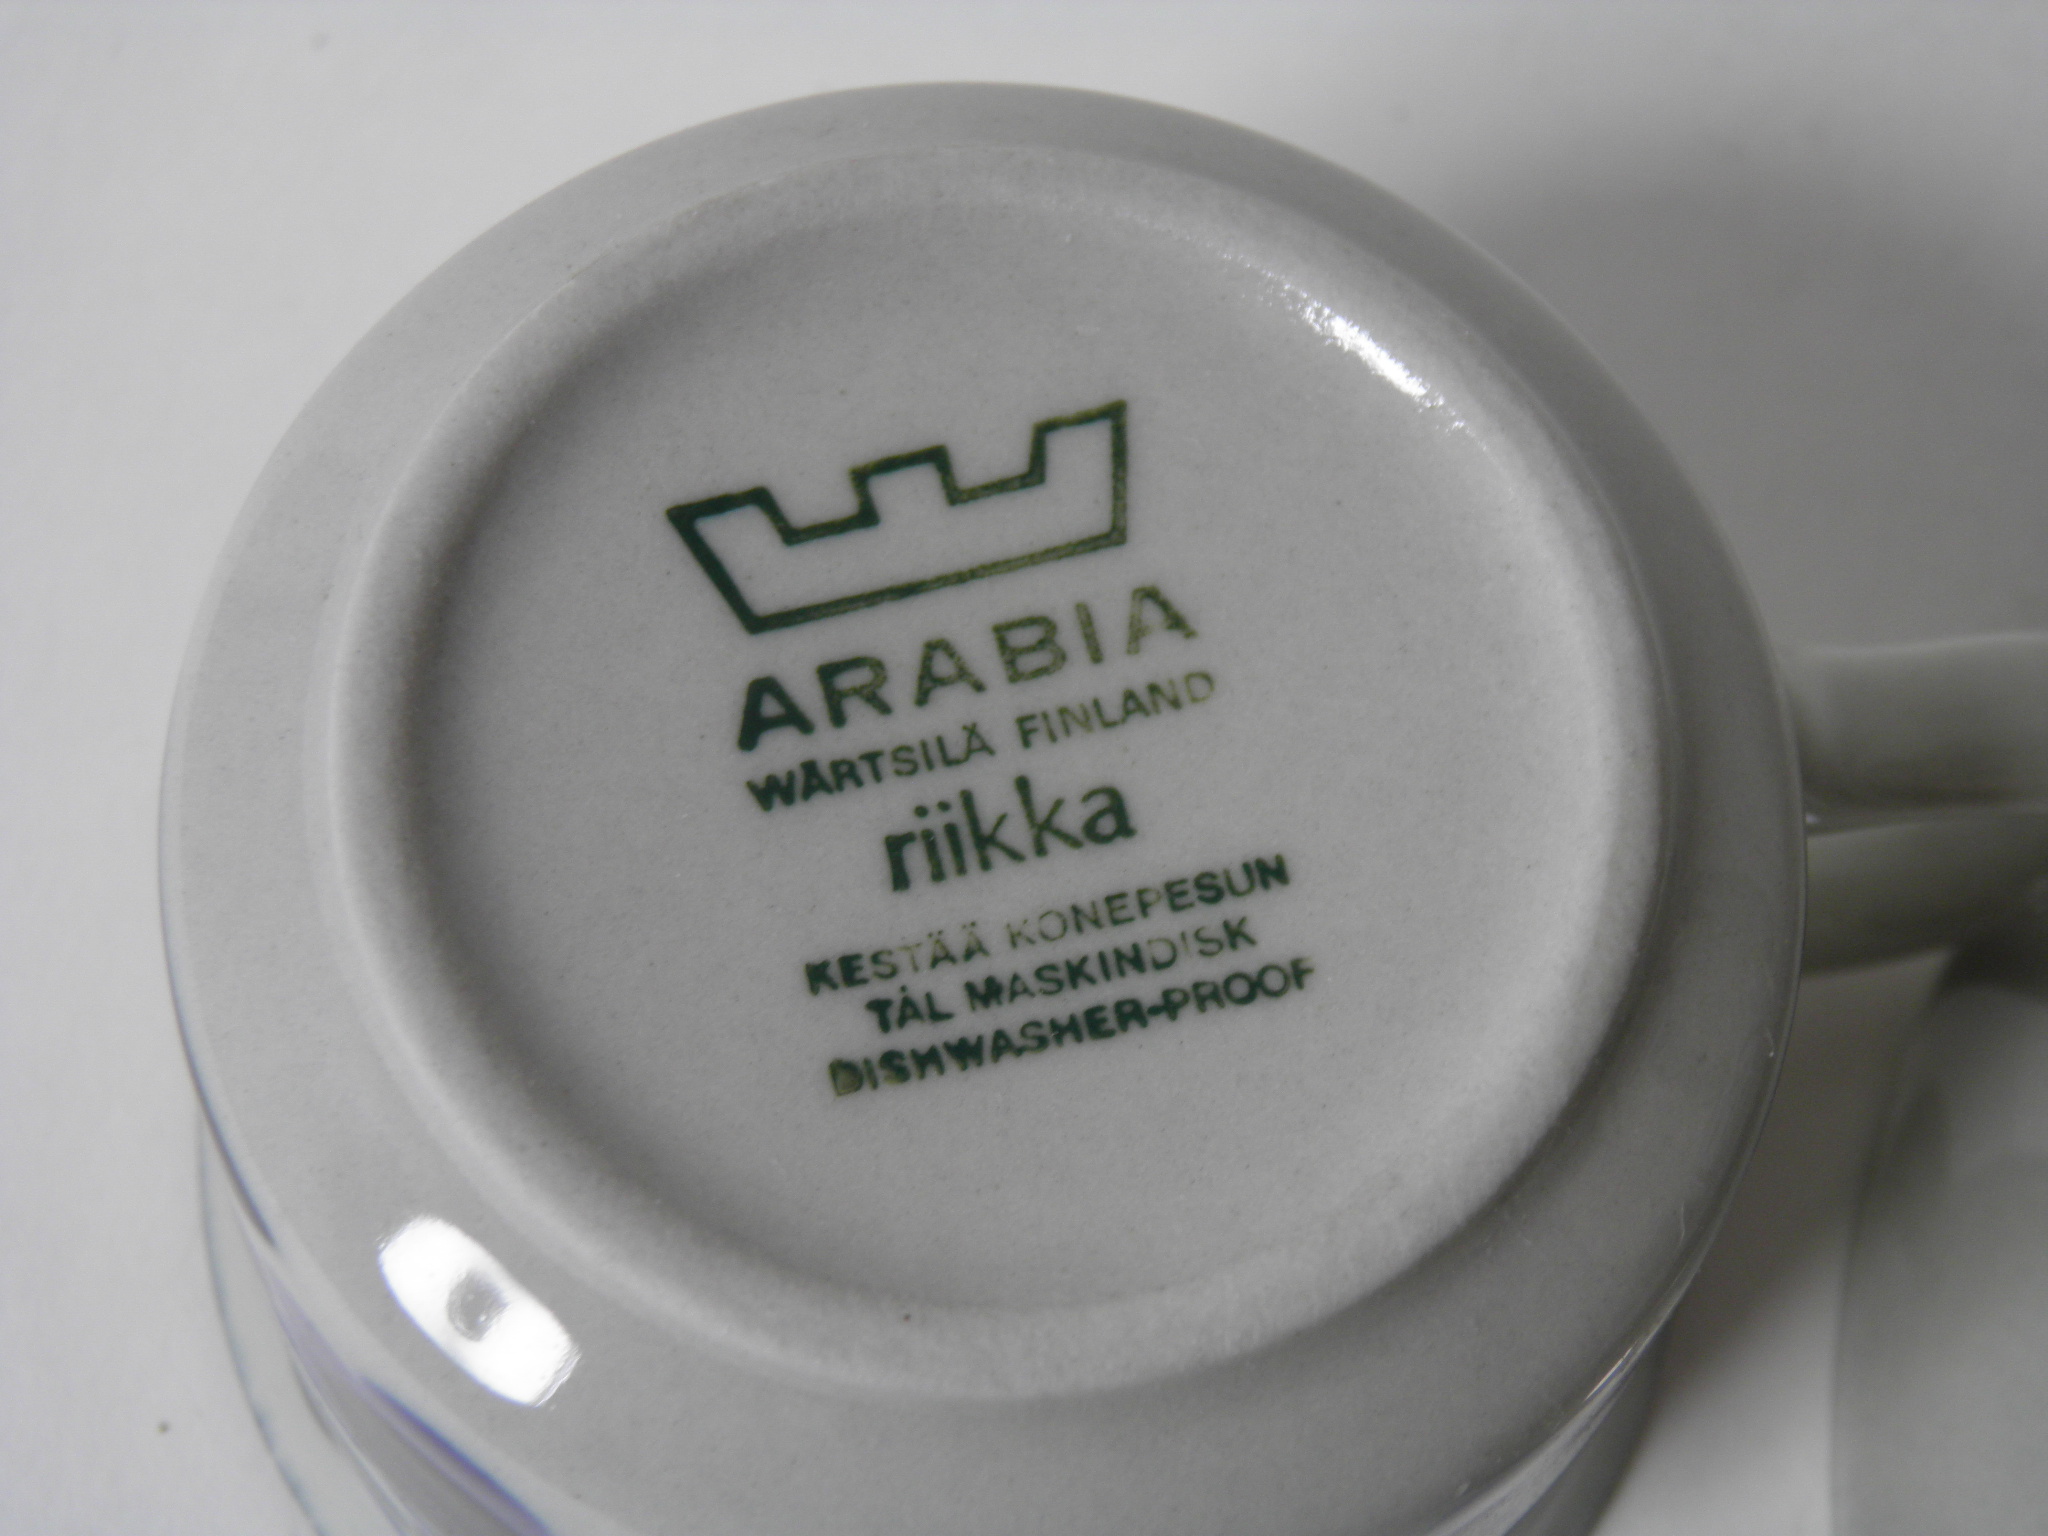 ARABIA
WÄRTSILÄ FINLAND
riikka
KESTÄÄ KONEPESUN
TÅL MASKINDISK
DISHWASHER-PROOF